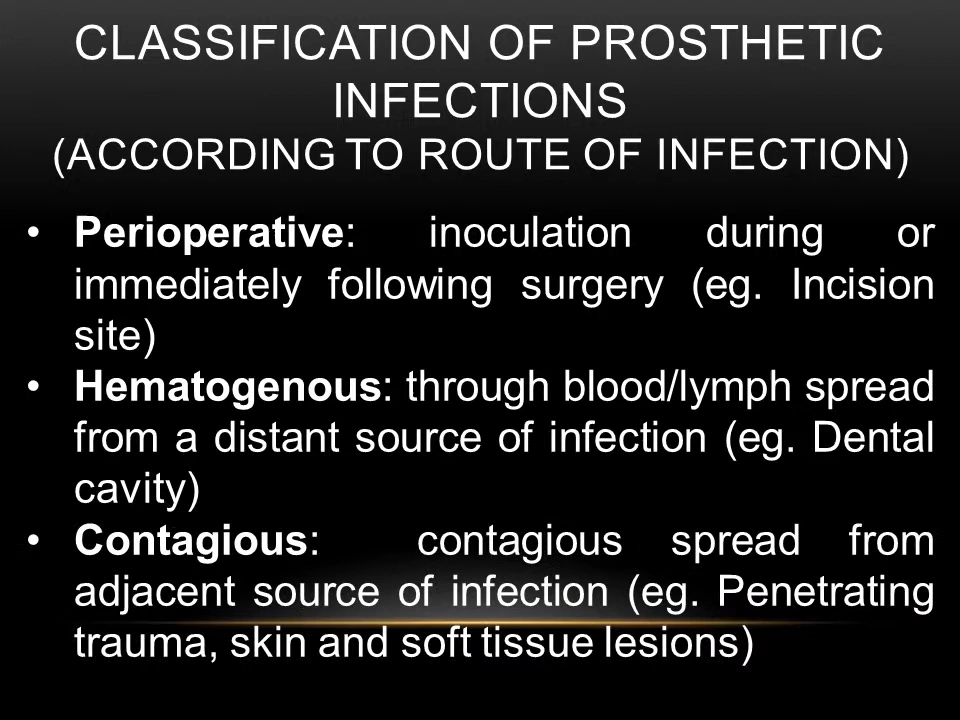 CLASSIFICATION OF PROSTHETIC
INFECTIONS
(ACCORDING TO ROUTE OF INFECTION)
• Perioperative: inoculation during or
immediately following surgery (eg. Incision
site)
• Hematogenous: through blood/lymph spread
from a distant source of infection (eg. Dental
cavity)
• Contagious: contagious spread from
adjacent source of infection (eg. Penetrating
trauma, skin and soft tissue lesions)